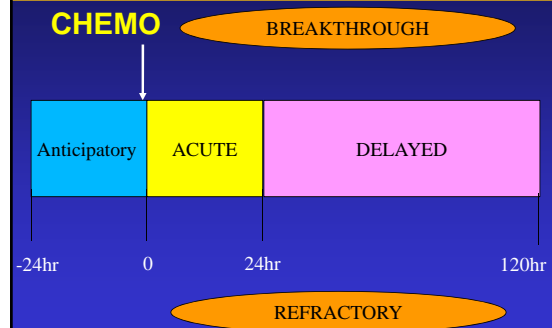 CHEMO
BREAKTHROUGH
Anticipatory ACUTE DELAYED
-24hr 0 24hr 120hr
REFRACTORY